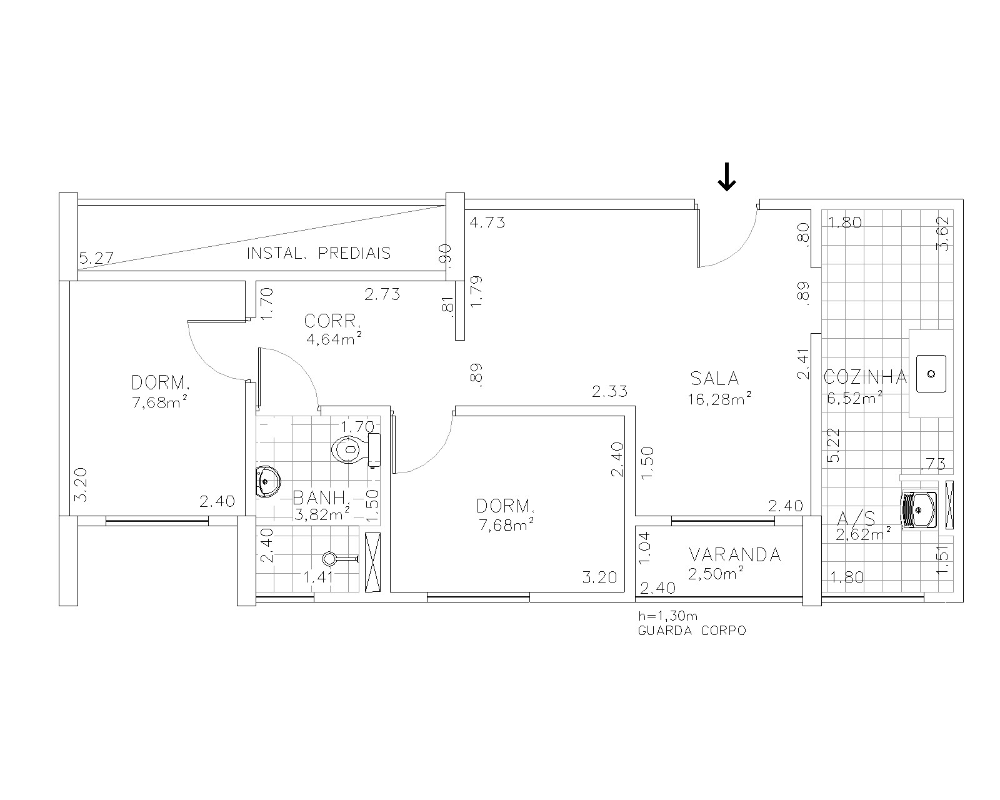 4.73
.80
1.80
3.62
5.27
INSTAL. PREDIAIS
.90
1.70
2.73
.81
1.79
.89
CORR.
4,64m²
DORM.
7,68m²
.89
2.33
SALA
16,28m²
2.41
COZINHA
6,52m²
1.70
2.40
1.50
5.22
.73
3.20
2.40
BANH.
3,82m²
1.50
DORM.
7,68m²
2.40
A/S
2,62m²
2.40
1.41
3.20
1.04
VARANDA
2,50m²
2.40
1.80
1.51
h=1,30m
GUARDA CORPO